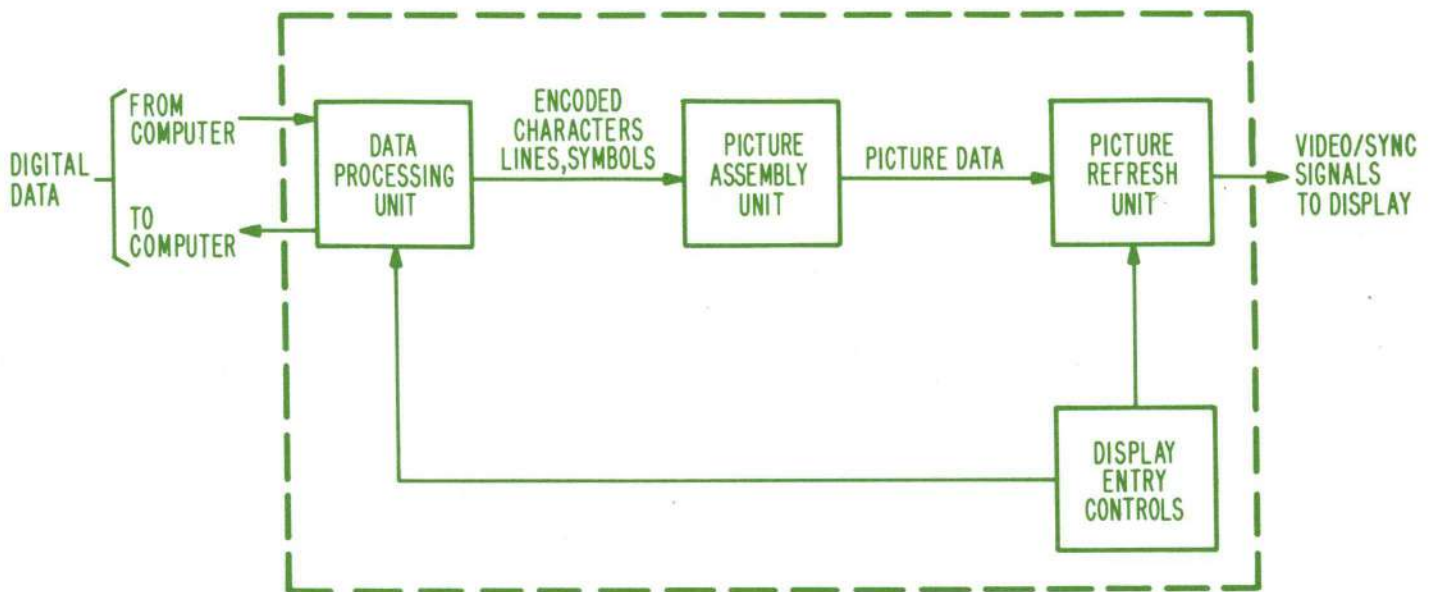 DIGITAL
DATA
FROM
COMPUTER
TO
COMPUTER
DATA
PROCESSING
UNIT
ENCODED
CHARACTERS
LINES,SYMBOLS
PICTURE
ASSEMBLY
UNIT
PICTURE DATA
PICTURE
REFRESH
UNIT
VIDEO/SYNC
SIGNALS
TO DISPLAY
DISPLAY
ENTRY
CONTROLS